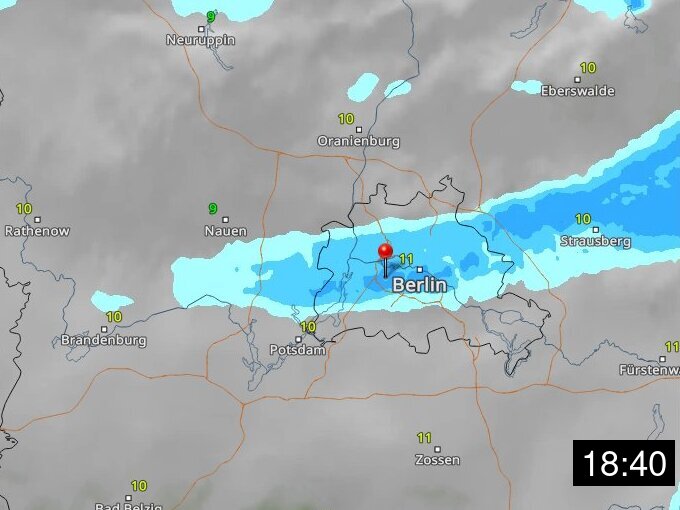 9
Neuruppin
10
Eberswalde
10
Oranienburg
10
Rathenow
9
Nauen
10
Strausberg
11
Berlin
10
Brandenburg
10
Potsdam
11
Fürstenwa
11
Zossen
18:40
10
Bad Belzig